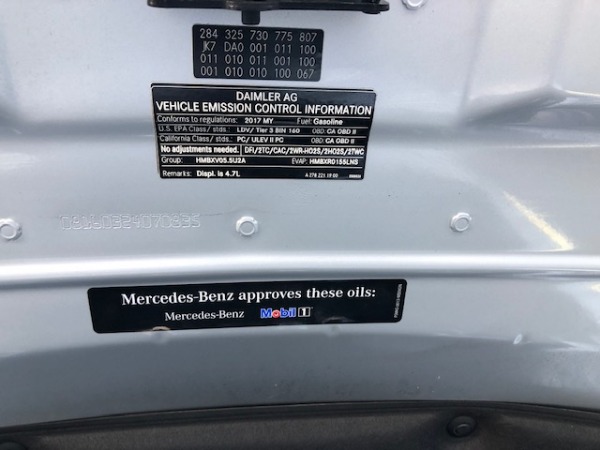 284 325 730 775 807
JK7 DA0 001 011 100
011 010 011 001 100
001 010 010 100 067
DAIMLER AG
VEHICLE EMISSION CONTROL INFORMATION
Conforms to regulations: 2017 MY Fuel: Gasoline
U.S. EPA Class/ stds.: LDV/ Tier 3 BIN 160 OBD: CA OBD II
California Class/ stds.: PC/ ULEV II PC OBD: CA OBD II
No adjustments needed. DFI/2TC/CAC/2WR-HO2S/2HO2S/2TWC
Group: HMBXV05.5U2A EVAP: HMBXR0155LNS
Remarks: Displ. is 4.7L A 278 221 19 00
Mercedes-Benz approves these oils:
Mercedes-Benz Mobil 1